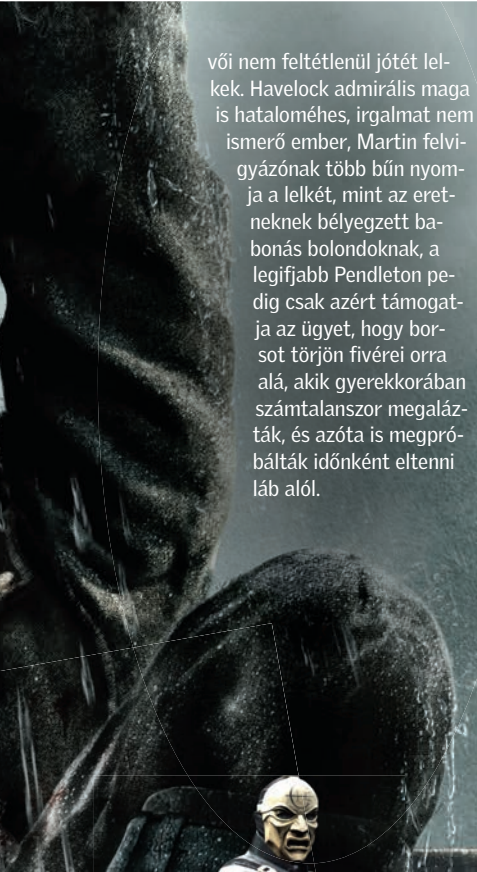 vői nem feltétlenül jótét lel-
kek. Havelock admirális maga
is hataloméhes, irgalmat nem
ismerő ember, Martin felvi-
gyázónak több bűn nyom-
ja a lelkét, mint az eret-
neknek bélyegzett ba-
bonás bolondoknak, a
legifjabb Pendleton pe-
dig csak azért támogat-
ja az ügyet, hogy bor-
sot törjön fivérei orra
alá, akik gyerekkorában
számtalanszor megaláz-
ták, és azóta is megpró-
bálták időnként eltenni
láb alól.